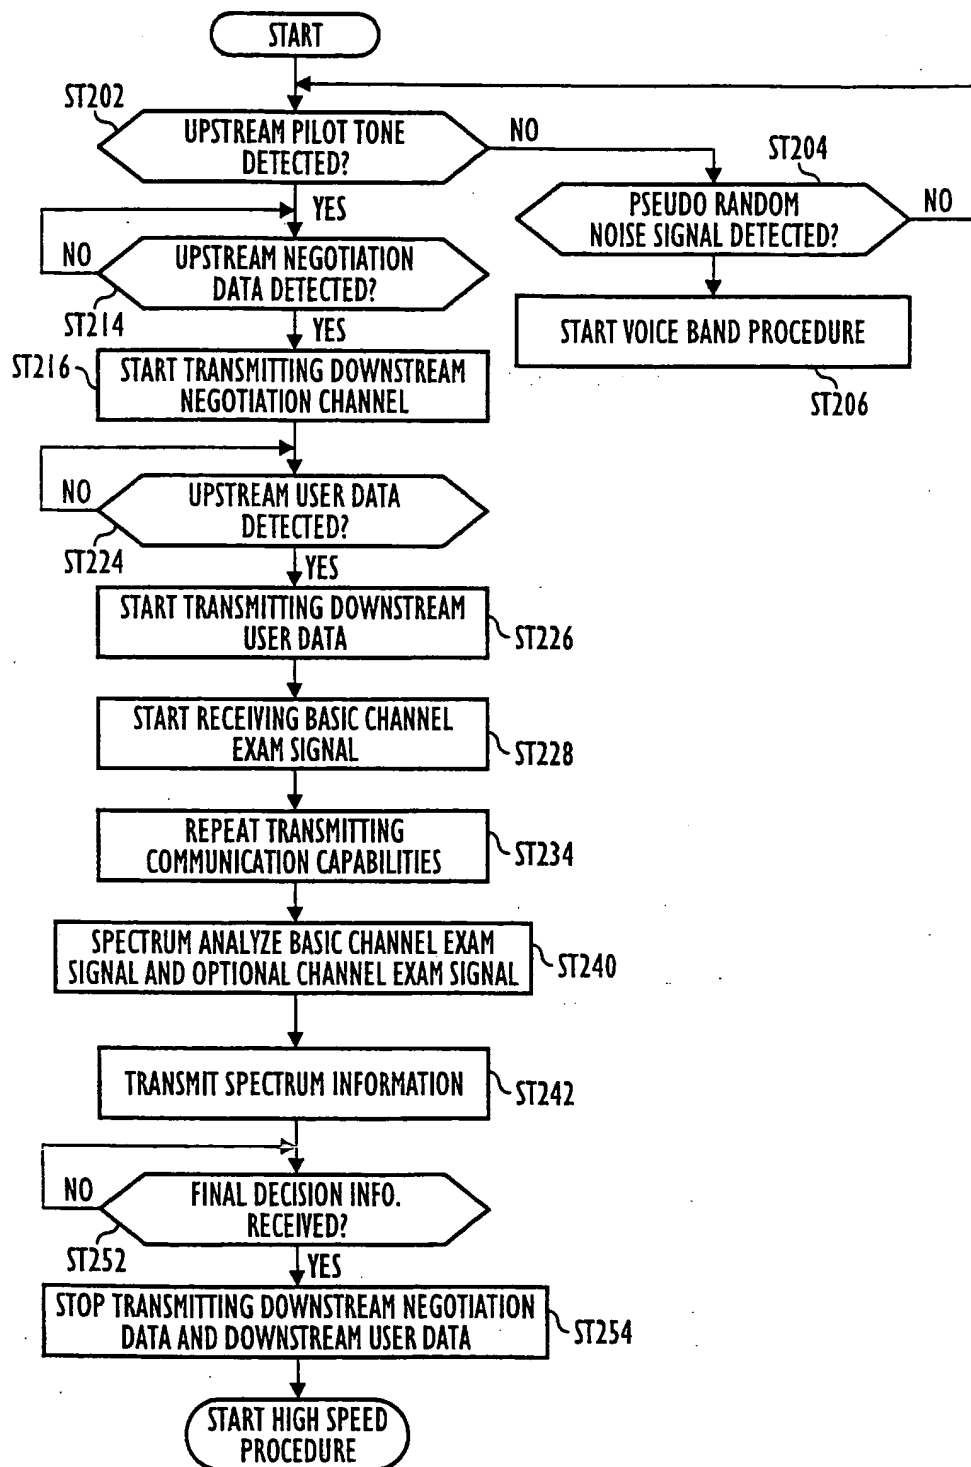 START
ST202
UPSTREAM PILOT TONE
DETECTED?
NO
ST204
PSEUDO RANDOM
NOISE SIGNAL DETECTED?
NO
YES
NO
UPSTREAM NEGOTIATION
DATA DETECTED?
ST214
YES
START VOICE BAND PROCEDURE
ST206
ST216
START TRANSMITTING DOWNSTREAM
NEGOTIATION CHANNEL
NO
UPSTREAM USER DATA
DETECTED?
ST224
YES
START TRANSMITTING DOWNSTREAM
USER DATA
ST226
START RECEIVING BASIC CHANNEL
EXAM SIGNAL
ST228
REPEAT TRANSMITTING
COMMUNICATION CAPABILITIES
ST234
SPECTRUM ANALYZE BASIC CHANNEL EXAM
SIGNAL AND OPTIONAL CHANNEL EXAM SIGNAL
ST240
TRANSMIT SPECTRUM INFORMATION
ST242
NO
FINAL DECISION INFO.
RECEIVED?
ST252
YES
STOP TRANSMITTING DOWNSTREAM NEGOTIATION
DATA AND DOWNSTREAM USER DATA
ST254
START HIGH SPEED
PROCEDURE